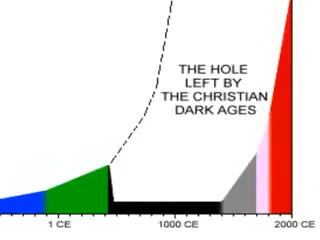 THE HOLE
LEFT BY
THE CHRISTIAN
DARK AGES
1 CE 1000 CE 2000 CE